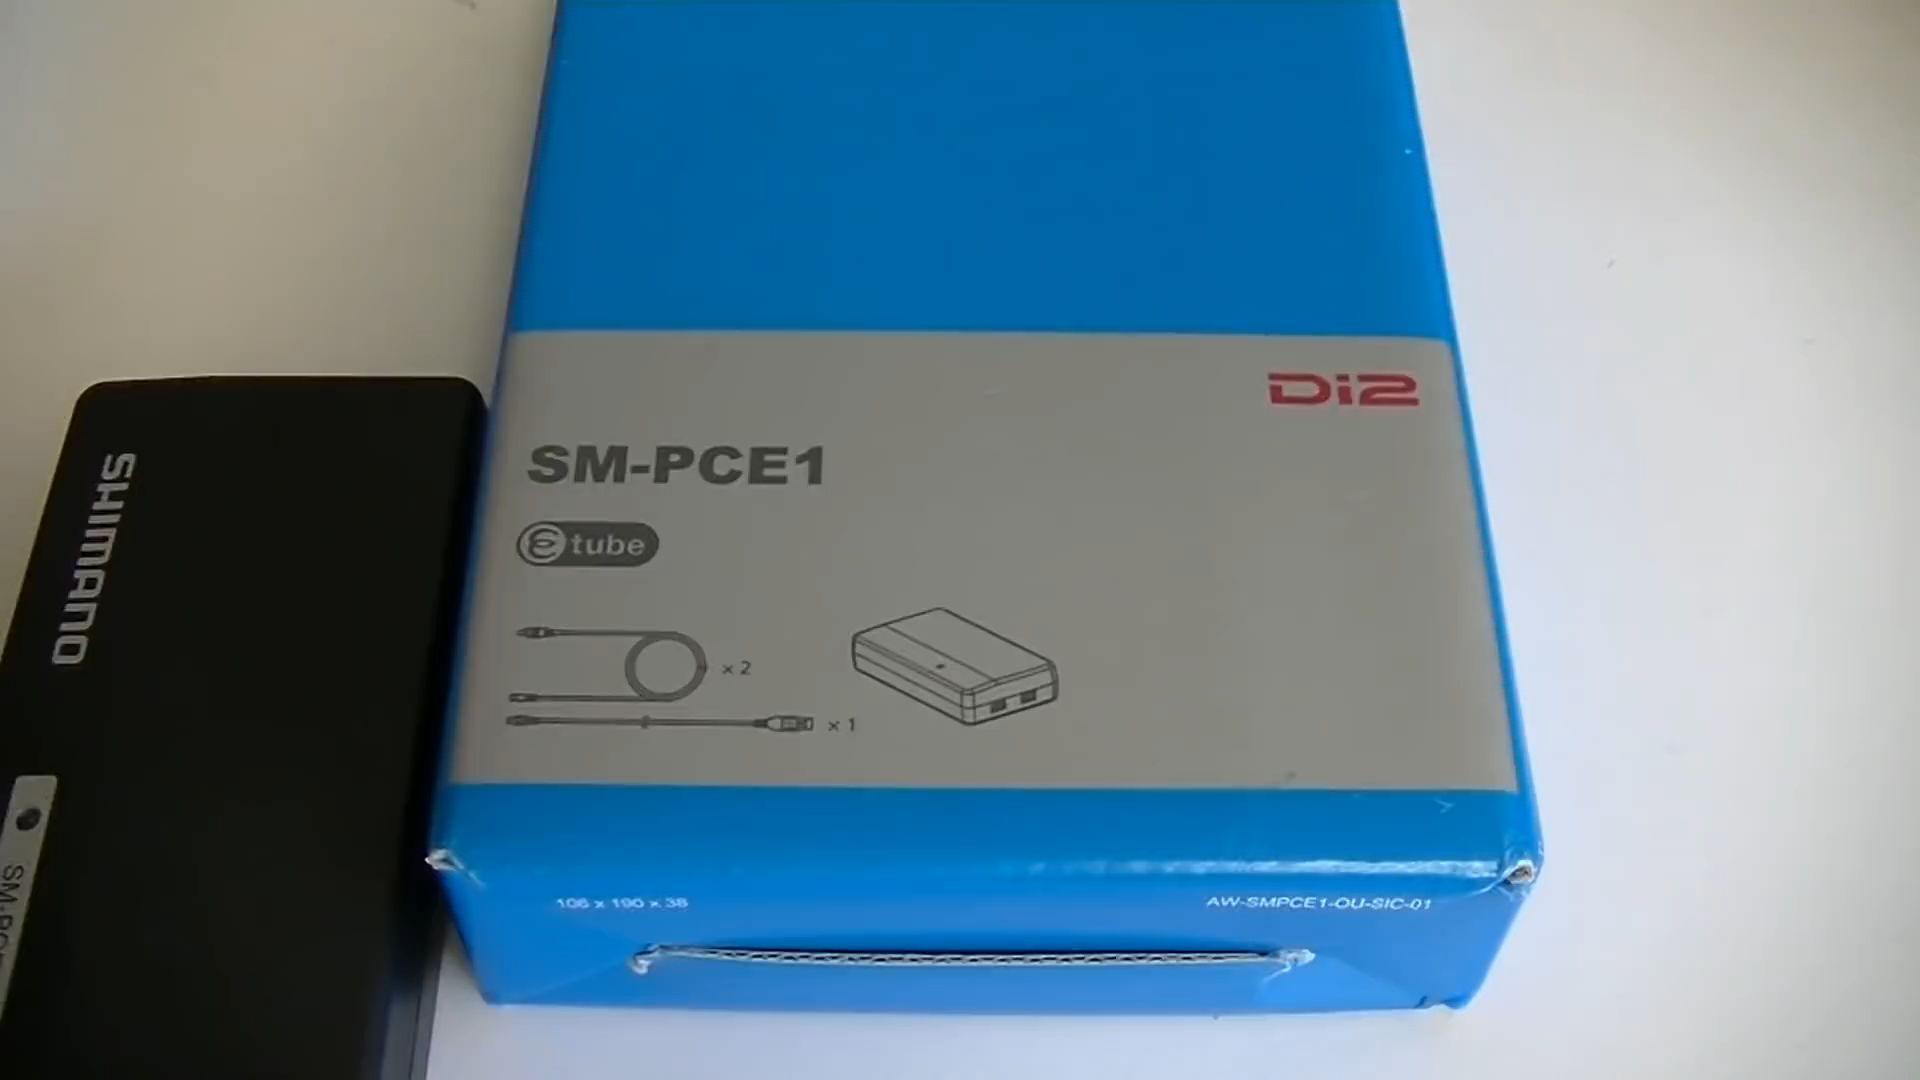 Di2
SM-PCE1
e tube
x 2
x 1
106 x 190 x 38
AW-SMPCE1-OU-SIC-01
SHIMANO